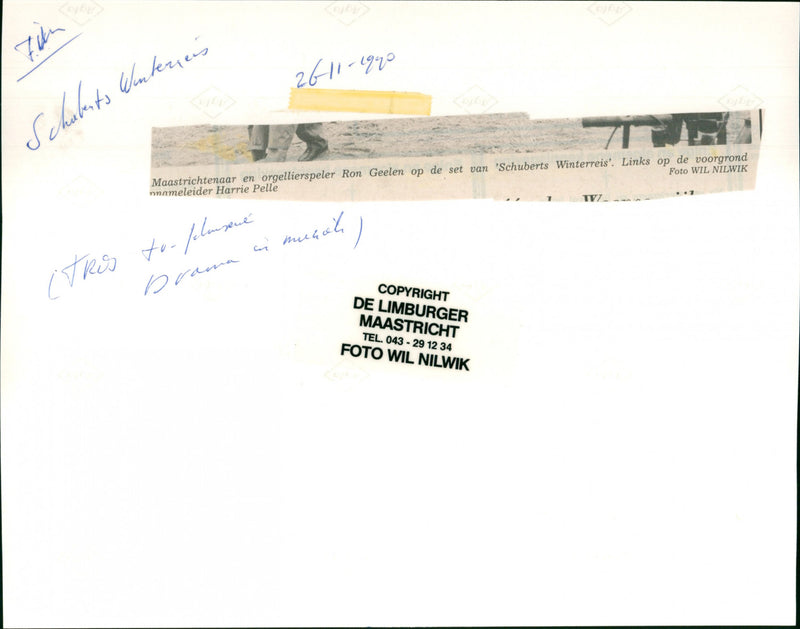 Film
Schuberts Winterreis
26-11-1990
Maastrichtenaar en orgellierspeler Ron Geelen op de set van 'Schuberts Winterreis'. Links op de voorgrond
pnameleider Harrie Pelle
Foto WIL NILWIK
(TROS tv-
Drama in muziek)
COPYRIGHT
DE LIMBURGER
MAASTRICHT
TEL. 043 - 29 12 34
FOTO WIL NILWIK